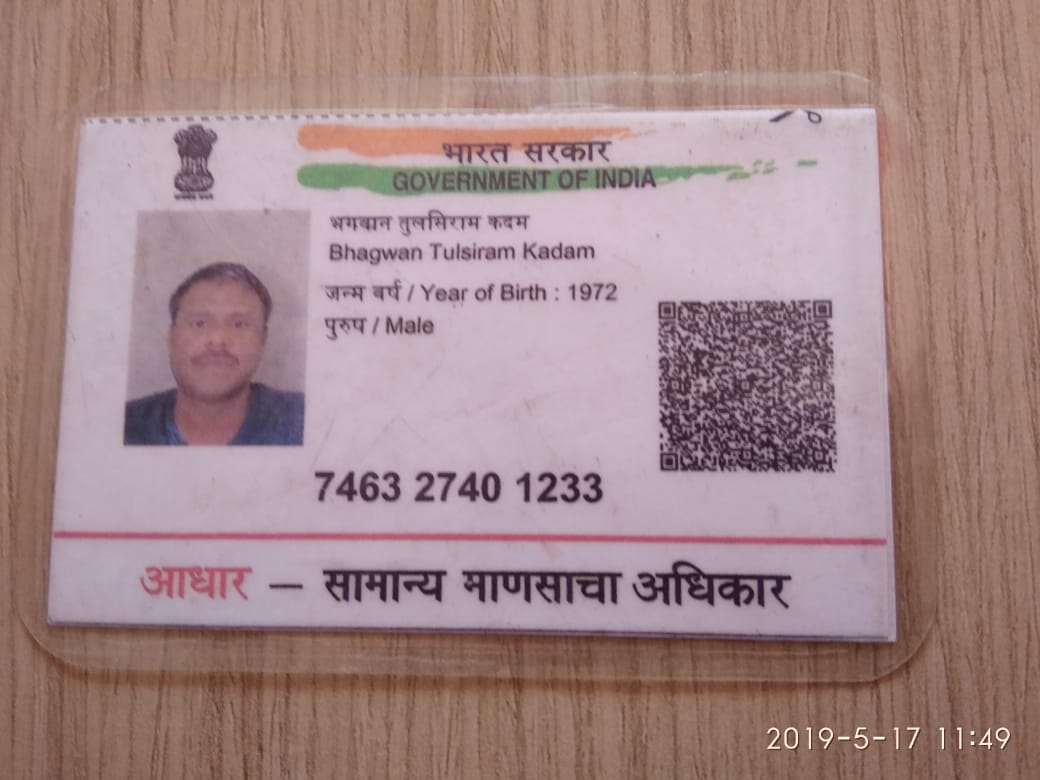 भारत सरकार
GOVERNMENT OF INDIA
भगवान तुलसिराम कदम
Bhagwan Tulsiram Kadam
जन्म वर्ष / Year of Birth : 1972
पुरुष / Male
7463 2740 1233
आधार — सामान्य माणसाचा अधिकार
2019-5-17 11:49